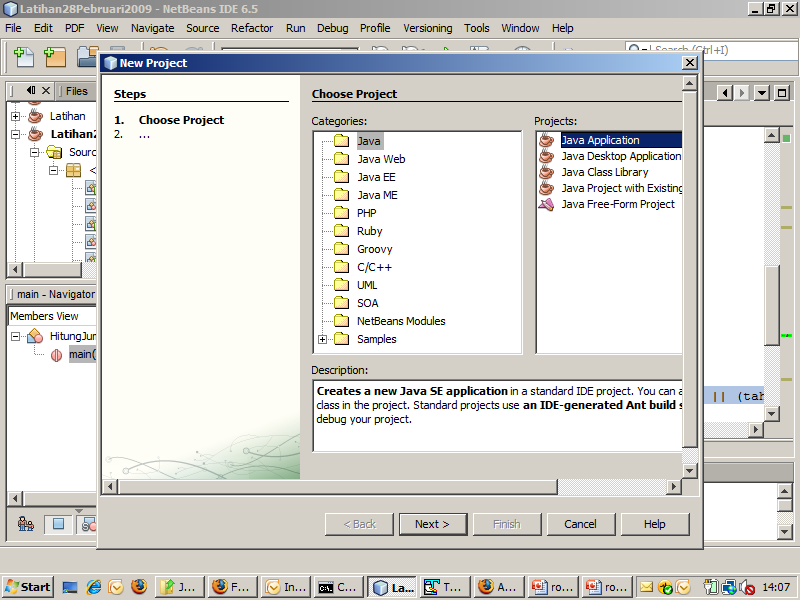 Latihan28Pebruari2009 - NetBeans IDE 6.5
File Edit PDF View Navigate Source Refactor Run Debug Profile Versioning Tools Window Help
Search (Ctrl+I)
New Project
Files
Latihan
Latihan2
Sourc
<
main - Navigator
Members View
HitungJum
main(
Steps
1. Choose Project
2. ...
Choose Project
Categories:
Java
Java Web
Java EE
Java ME
PHP
Ruby
Groovy
C/C++
UML
SOA
NetBeans Modules
Samples
Projects:
Java Application
Java Desktop Application
Java Class Library
Java Project with Existing
Java Free-Form Project
Description:
Creates a new Java SE application in a standard IDE project. You can a
class in the project. Standard projects use an IDE-generated Ant build s
debug your project.
|| (tah
< Back Next > Finish Cancel Help
Start J... F... In... C... La... T... A... ro... ro... 14:07